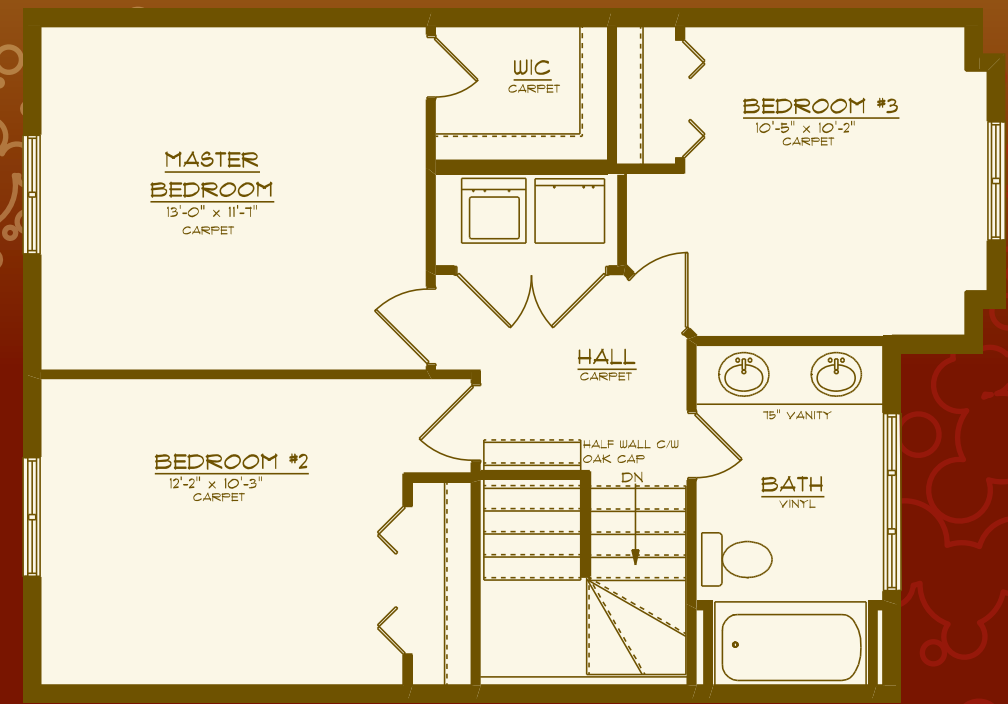 WIC
CARPET
BEDROOM #3
10'-5" x 10'-2"
CARPET
MASTER
BEDROOM
13'-0" x 11'-7"
CARPET
HALL
CARPET
75" VANITY
HALF WALL C/W
OAK CAP
DN
BEDROOM #2
12'-2" x 10'-3"
CARPET
BATH
VINYL